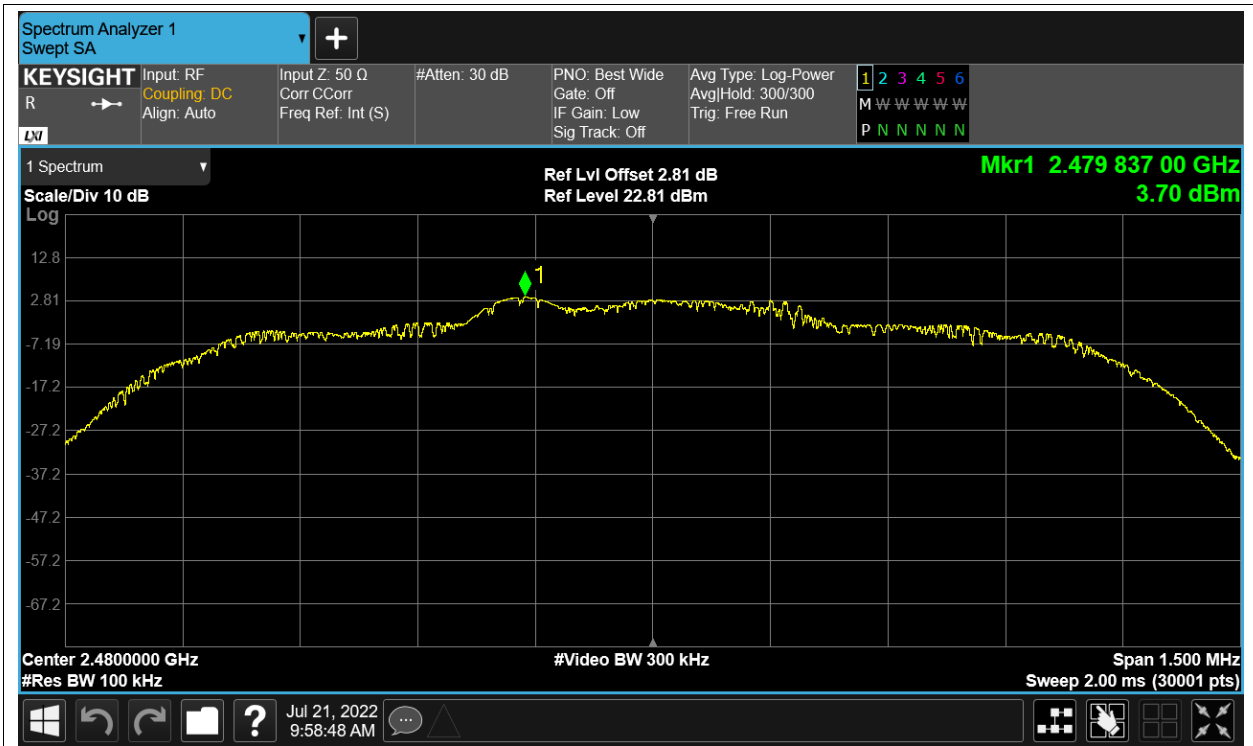 Spectrum Analyzer 1
Swept SA
KEYSIGHT
R
LXI
Input: RF
Coupling: DC
Align: Auto
Input Z: 50 Ω
Corr CCorr
Freq Ref: Int (S)
#Atten: 30 dB
PNO: Best Wide
Gate: Off
IF Gain: Low
Sig Track: Off
Avg Type: Log-Power
Avg|Hold: 300/300
Trig: Free Run
1 2 3 4 5 6
M W W W W W W
P N N N N N
1 Spectrum
Scale/Div 10 dB
Log
Ref Lvl Offset 2.81 dB
Ref Level 22.81 dBm
Mkr1 2.479 837 00 GHz
3.70 dBm
1
12.8
2.81
-7.19
-17.2
-27.2
-37.2
-47.2
-57.2
-67.2
Center 2.4800000 GHz
#Res BW 100 kHz
#Video BW 300 kHz
Span 1.500 MHz
Sweep 2.00 ms (30001 pts)
?
Jul 21, 2022
9:58:48 AM